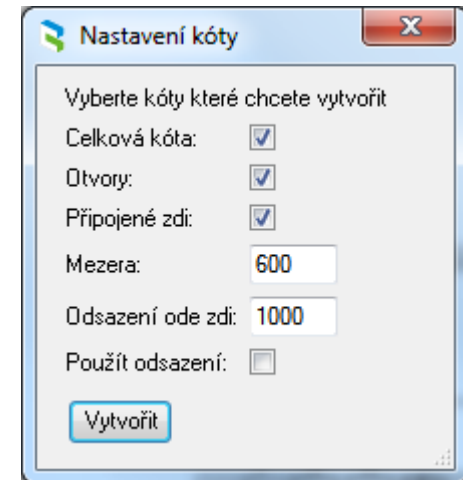 Nastavení kóty
Vyberte kóty které chcete vytvořit
Celková kóta:
Otvory:
Připojené zdi:
Mezera: 600
Odsazení ode zdi: 1000
Použít odsazení:
Vytvořit